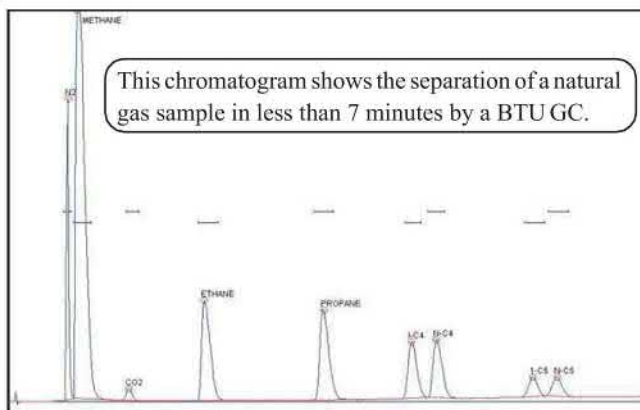 METHANE
N2
This chromatogram shows the separation of a natural
gas sample in less than 7 minutes by a BTU GC.
ETHANE
PROPANE
I-C4
N-C4
CO2
I-C5
N-C5